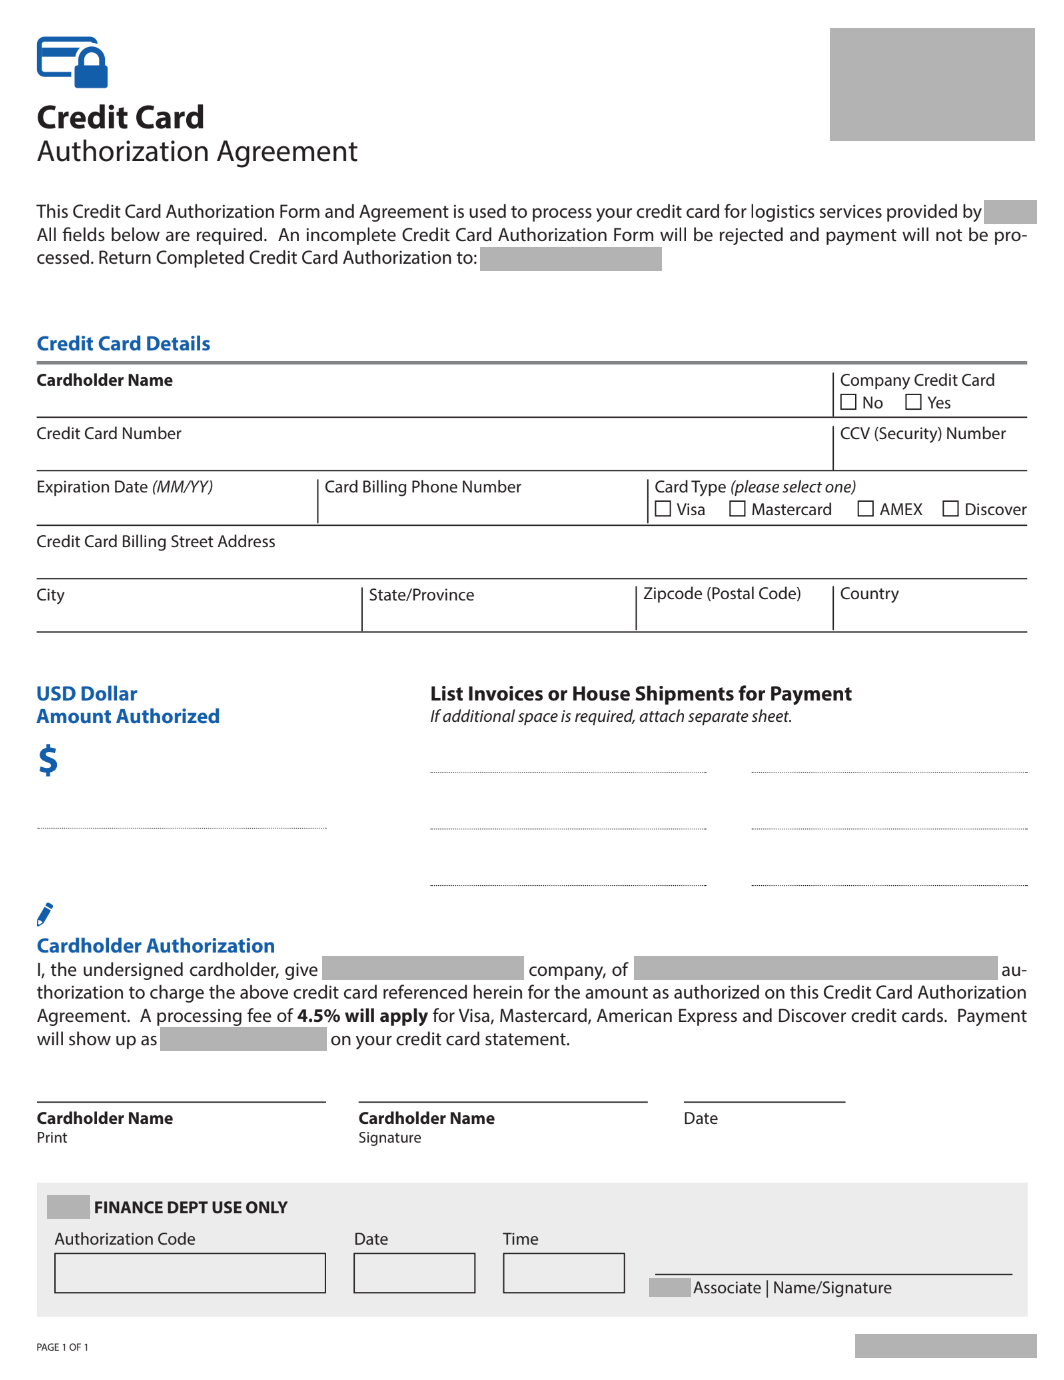 Credit Card
Authorization Agreement
This Credit Card Authorization Form and Agreement is used to process your credit card for logistics services provided by
All fields below are required.  An incomplete Credit Card Authorization Form will be rejected and payment will not be pro-
cessed. Return Completed Credit Card Authorization to:
Credit Card Details
Cardholder Name
Company Credit Card
No Yes
Credit Card Number
CCV (Security) Number
Expiration Date (MM/YY)
Card Billing Phone Number
Card Type (please select one)
Visa Mastercard AMEX Discover
Credit Card Billing Street Address
City
State/Province
Zipcode (Postal Code)
Country
USD Dollar
Amount Authorized
$
List Invoices or House Shipments for Payment
If additional space is required, attach separate sheet.
Cardholder Authorization
I, the undersigned cardholder, give company, of au-
thorization to charge the above credit card referenced herein for the amount as authorized on this Credit Card Authorization
Agreement.  A processing fee of 4.5% will apply for Visa, Mastercard, American Express and Discover credit cards.  Payment
will show up as on your credit card statement.
Cardholder Name
Print
Cardholder Name
Signature
Date
FINANCE DEPT USE ONLY
Authorization Code
Date
Time
Associate | Name/Signature
PAGE 1 OF 1